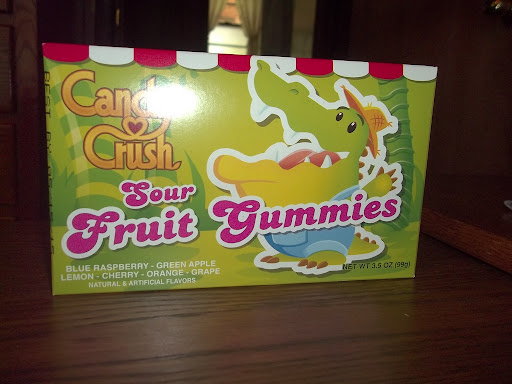 Candy
Crush
Sour
Fruit Gummies
BLUE RASPBERRY - GREEN APPLE
LEMON - CHERRY - ORANGE - GRAPE
NATURAL & ARTIFICIAL FLAVORS
NET WT 3.5 OZ (99g)